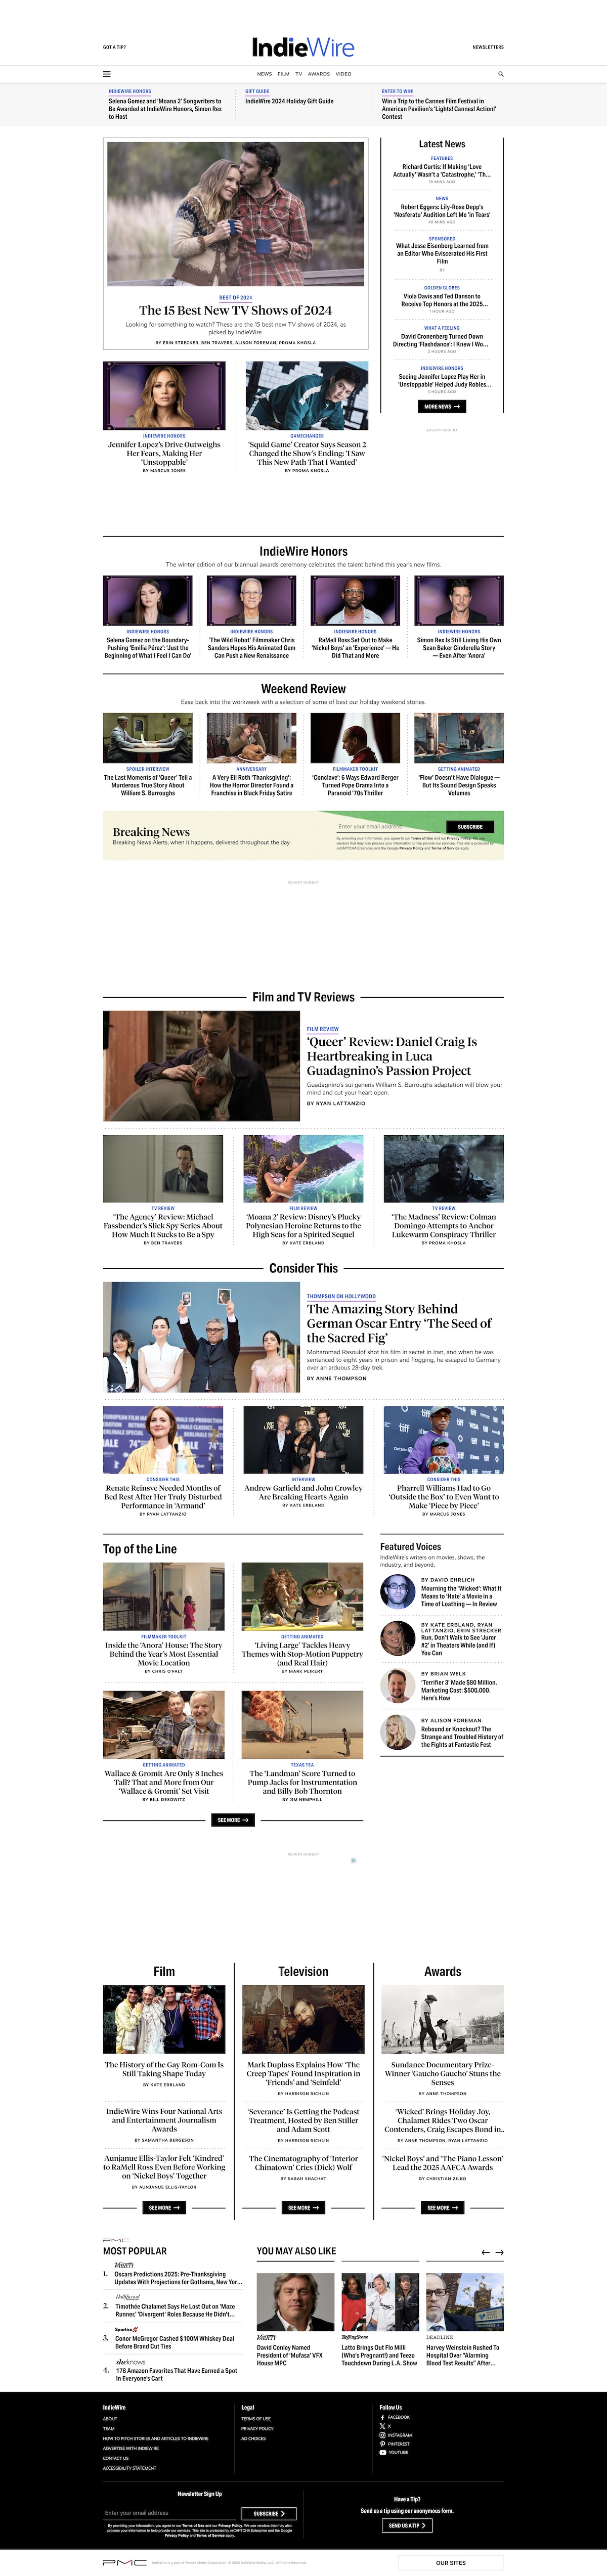 GOT A TIP?
IndieWire
NEWSLETTERS
NEWS FILM TV AWARDS VIDEO
INDIEWIRE HONORS
Selena Gomez and 'Moana 2' Songwriters to
Be Awarded at IndieWire Honors, Simon Rex
to Host
GIFT GUIDE
IndieWire 2024 Holiday Gift Guide
ENTER TO WIN!
Win a Trip to the Cannes Film Festival in
American Pavilion's 'Lights! Cannes! Action!'
Contest
BEST OF 2024
The 15 Best New TV Shows of 2024
Looking for something to watch? These are the 15 best new TV shows of 2024, as
picked by IndieWire.
BY ERIN STRECKER, BEN TRAVERS, ALISON FOREMAN, PROMA KHOSLA
INDIEWIRE HONORS
Jennifer Lopez's Drive Outweighs
Her Fears, Making Her
'Unstoppable'
BY MARCUS JONES
GAMECHANGER
'Squid Game' Creator Says Season 2
Changed the Show's Ending: 'I Saw
This New Path That I Wanted'
BY PROMA KHOSLA
Latest News
FEATURES
Richard Curtis: If Making 'Love
Actually' Wasn't a 'Catastrophe,' 'Th...
NEWS
Robert Eggers: Lily-Rose Depp's
'Nosferatu' Audition Left Me 'in Tears'
SPONSORED
What Jesse Eisenberg Learned from
an Editor Who Eviscerated His First
Film
BY
GOLDEN GLOBES
Viola Davis and Ted Danson to
Receive Top Honors at the 2025...
1 HOUR AGO
WHAT A FEELING
David Cronenberg Turned Down
Directing 'Flashdance': I Knew I Wo...
2 HOURS AGO
INDIEWIRE HONORS
Seeing Jennifer Lopez Play Her in
'Unstoppable' Helped Judy Robles...
MORE NEWS
ADVERTISEMENT
IndieWire Honors
The winter edition of our biannual awards ceremony celebrates the talent behind this year's new films.
INDIEWIRE HONORS
Selena Gomez on the Boundary-
Pushing 'Emilia Pérez': 'Just the
Beginning of What I Feel I Can Do'
INDIEWIRE HONORS
'The Wild Robot' Filmmaker Chris
Sanders Hopes His Animated Gem
Can Push a New Renaissance
INDIEWIRE HONORS
RaMell Ross Set Out to Make
'Nickel Boys' an 'Experience' — He
Did That and More
INDIEWIRE HONORS
Simon Rex Is Still Living His Own
Sean Baker Cinderella Story
— Even After 'Anora'
Weekend Review
Ease back into the workweek with a selection of some of best our holiday weekend stories.
SPOILER INTERVIEW
The Last Moments of 'Queer' Tell a
Murderous True Story About
William S. Burroughs
ANNIVERSARY
A Very Eli Roth 'Thanksgiving':
How the Horror Director Found a
Franchise in Black Friday Satire
FILMMAKER TOOLKIT
'Conclave': 6 Ways Edward Berger
Turned Pope Drama Into a
Paranoid '70s Thriller
GETTING ANIMATED
'Flow' Doesn't Have Dialogue —
But Its Sound Design Speaks
Volumes
Breaking News
Breaking News Alerts, when it happens, delivered throughout the day.
Enter your email address
SUBSCRIBE
By providing your information, you agree to our Terms of Use and our Privacy Policy. We use
vendors that may also process your information to help provide our services. This site is protected by
reCAPTCHA Enterprise and the Google Privacy Policy and Terms of Service apply.
ADVERTISEMENT
Film and TV Reviews
FILM REVIEW
'Queer' Review: Daniel Craig Is
Heartbreaking in Luca
Guadagnino's Passion Project
Guadagnino's sui generis William S. Burroughs adaptation will blow your
mind and cut your heart open.
BY RYAN LATTANZIO
TV REVIEW
'The Agency' Review: Michael
Fassbender's Slick Spy Series About
How Much It Sucks to Be a Spy
BY BEN TRAVERS
FILM REVIEW
'Moana 2' Review: Disney's Plucky
Polynesian Heroine Returns to the
High Seas for a Spirited Sequel
BY KATE ERBLAND
TV REVIEW
'The Madness' Review: Colman
Domingo Attempts to Anchor
Lukewarm Conspiracy Thriller
BY PROMA KHOSLA
Consider This
THOMPSON ON HOLLYWOOD
The Amazing Story Behind
German Oscar Entry 'The Seed of
the Sacred Fig'
Mohammad Rasoulof shot his film in secret in Iran, and when he was
sentenced to eight years in prison and flogging, he escaped to Germany
over an arduous 28-day trek.
BY ANNE THOMPSON
CONSIDER THIS
Renate Reinsve Needed Months of
Bed Rest After Her Truly Disturbed
Performance in 'Armand'
BY RYAN LATTANZIO
INTERVIEW
Andrew Garfield and John Crowley
Are Breaking Hearts Again
BY KATE ERBLAND
tiff
CONSIDER THIS
Pharrell Williams Had to Go
'Outside the Box' to Even Want to
Make 'Piece by Piece'
BY MARCUS JONES
Top of the Line
FILMMAKER TOOLKIT
Inside the 'Anora' House: The Story
Behind the Year's Most Essential
Movie Location
BY CHRIS O'FALT
GETTING ANIMATED
'Living Large' Tackles Heavy
Themes with Stop-Motion Puppetry
(and Real Hair)
BY MARK PEIKERT
GETTING ANIMATED
Wallace & Gromit Are Only 8 Inches
Tall? That and More from Our
'Wallace & Gromit' Set Visit
BY BILL DESOWITZ
TEXAS TEA
The 'Landman' Score Turned to
Pump Jacks for Instrumentation
and Billy Bob Thornton
BY JIM HEMPHILL
SEE MORE
Featured Voices
IndieWire's writers on movies, shows, the
industry, and beyond.
BY DAVID EHRLICH
Mourning the 'Wicked': What It
Means to 'Hate' a Movie in a
Time of Loathing — In Review
BY KATE ERBLAND, RYAN
LATTANZIO, ERIN STRECKER
Run, Don't Walk to See 'Juror
#2' in Theaters While (and If)
You Can
BY BRIAN WELK
'Terrifier 3' Made $80 Million.
Marketing Cost: $500,000.
Here's How
BY ALISON FOREMAN
Rebound or Knockout? The
Strange and Troubled History of
the Fights at Fantastic Fest
ADVERTISEMENT
Film
The History of the Gay Rom-Com Is
Still Taking Shape Today
BY KATE ERBLAND
IndieWire Wins Four National Arts
and Entertainment Journalism
Awards
BY SAMANTHA BERGESON
Aunjanue Ellis-Taylor Felt 'Kindred'
to RaMell Ross Even Before Working
on 'Nickel Boys' Together
BY AUNJANUE ELLIS-TAYLOR
SEE MORE
Television
Mark Duplass Explains How 'The
Creep Tapes' Found Inspiration in
'Friends' and 'Seinfeld'
BY HARRISON RICHLIN
'Severance' Is Getting the Podcast
Treatment, Hosted by Ben Stiller
and Adam Scott
BY HARRISON RICHLIN
The Cinematography of 'Interior
Chinatown' Cries (Dick) Wolf
BY SARAH SHACHAT
SEE MORE
Awards
Sundance Documentary Prize-
Winner 'Gaucho Gaucho' Stuns the
Senses
BY ANNE THOMPSON
'Wicked' Brings Holiday Joy,
Chalamet Rides Two Oscar
Contenders, Craig Escapes Bond in..
BY ANNE THOMPSON, RYAN LATTANZIO
'Nickel Boys' and 'The Piano Lesson'
Lead the 2025 AAFCA Awards
BY CHRISTIAN ZILKO
SEE MORE
PMC
MOST POPULAR
VARIETY
1. Oscars Predictions 2025: Pre-Thanksgiving
Updates With Projections for Gothams, New Yor...
Hollywood
2. Timothée Chalamet Says He Lost Out on 'Maze
Runner,' 'Divergent' Roles Because He Didn't...
Sportico
3. Conor McGregor Cashed $100M Whiskey Deal
Before Brand Cut Ties
sheknows
4. 178 Amazon Favorites That Have Earned a Spot
In Everyone's Cart
YOU MAY ALSO LIKE
VARIETY
David Conley Named
President of 'Mufasa' VFX
House MPC
RollingStone
Latto Brings Out Flo Milli
(Who's Pregnant!) and Teezo
Touchdown During L.A. Show
DEADLINE
Harvey Weinstein Rushed To
Hospital Over "Alarming
Blood Test Results" After...
IndieWire
ABOUT
TEAM
HOW TO PITCH STORIES AND ARTICLES TO INDIEWIRE
ADVERTISE WITH INDIEWIRE
CONTACT US
ACCESSIBILITY STATEMENT
Legal
TERMS OF USE
PRIVACY POLICY
AD CHOICES
Follow Us
FACEBOOK
X
INSTAGRAM
PINTEREST
YOUTUBE
Newsletter Sign Up
Enter your email address
SUBSCRIBE
By providing your information, you agree to our Terms of Use and our Privacy Policy. We use vendors that may also
process your information to help provide our services. This site is protected by reCAPTCHA Enterprise and the Google
Privacy Policy and Terms of Service apply.
Have a Tip?
Send us a tip using our anonymous form.
SEND US A TIP
PMC
IndieWire is a part of Penske Media Corporation. © 2024 IndieWire Media, LLC. All Rights Reserved.
OUR SITES